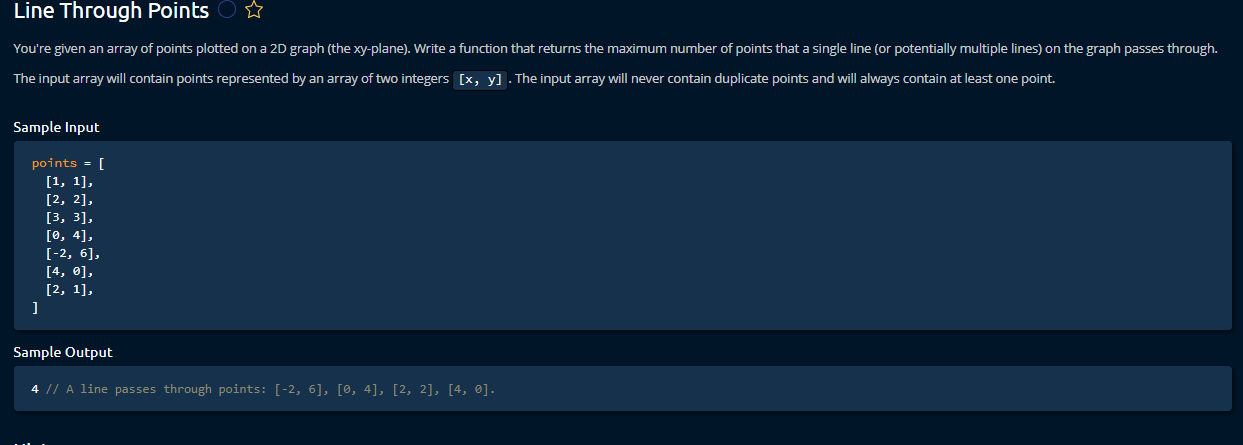 Line Through Points
You're given an array of points plotted on a 2D graph (the xy-plane). Write a function that returns the maximum number of points that a single line (or potentially multiple lines) on the graph passes through.
The input array will contain points represented by an array of two integers [x, y] . The input array will never contain duplicate points and will always contain at least one point.
Sample Input
points = [
[1, 1],
[2, 2],
[3, 3],
[0, 4],
[-2, 6],
[4, 0],
[2, 1],
]
Sample Output
4 // A line passes through points: [-2, 6], [0, 4], [2, 2], [4, 0].